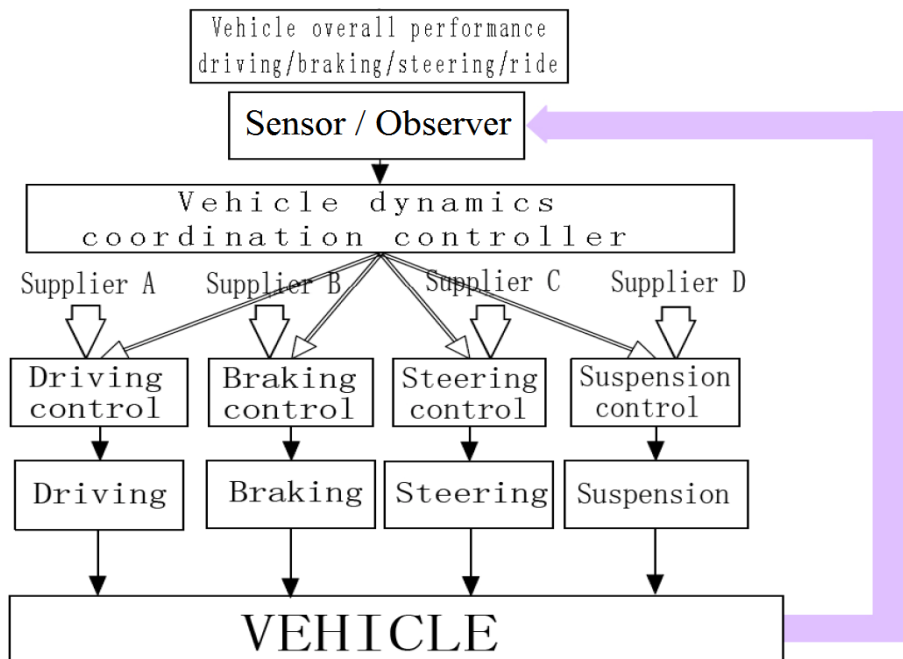 Vehicle overall performance
driving/braking/steering/ride
Sensor / Observer
Vehicle dynamics
coordination controller
Supplier A
Supplier B
Supplier C
Supplier D
Driving
control
Braking
control
Steering
control
Suspension
control
Driving
Braking
Steering
Suspension
VEHICLE